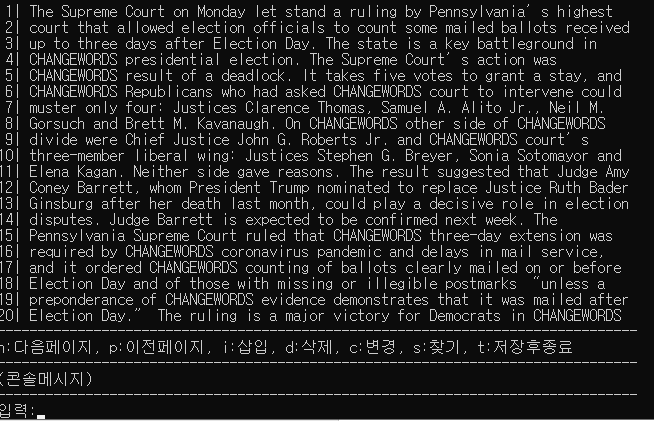 1| The Supreme Court on Monday let stand a ruling by Pennsylvania’s highest
2| court that allowed election officials to count some mailed ballots received
3| up to three days after Election Day. The state is a key battleground in
4| CHANGEWORDS presidential election. The Supreme Court’s action was
5| CHANGEWORDS result of a deadlock. It takes five votes to grant a stay, and
6| CHANGEWORDS Republicans who had asked CHANGEWORDS court to intervene could
7| muster only four: Justices Clarence Thomas, Samuel A. Alito Jr., Neil M.
8| Gorsuch and Brett M. Kavanaugh. On CHANGEWORDS other side of CHANGEWORDS
9| divide were Chief Justice John G. Roberts Jr. and CHANGEWORDS court’s
10| three-member liberal wing: Justices Stephen G. Breyer, Sonia Sotomayor and
11| Elena Kagan. Neither side gave reasons. The result suggested that Judge Amy
12| Coney Barrett, whom President Trump nominated to replace Justice Ruth Bader
13| Ginsburg after her death last month, could play a decisive role in election
14| disputes. Judge Barrett is expected to be confirmed next week. The
15| Pennsylvania Supreme Court ruled that CHANGEWORDS three-day extension was
16| required by CHANGEWORDS coronavirus pandemic and delays in mail service,
17| and it ordered CHANGEWORDS counting of ballots clearly mailed on or before
18| Election Day and of those with missing or illegible postmarks “unless a
19| preponderance of CHANGEWORDS evidence demonstrates that it was mailed after
20| Election Day.” The ruling is a major victory for Democrats in CHANGEWORDS
n:다음페이지, p:이전페이지, i:삽입, d:삭제, c:변경, s:찾기, t:저장후종료
(콘솔메시지)
입력: